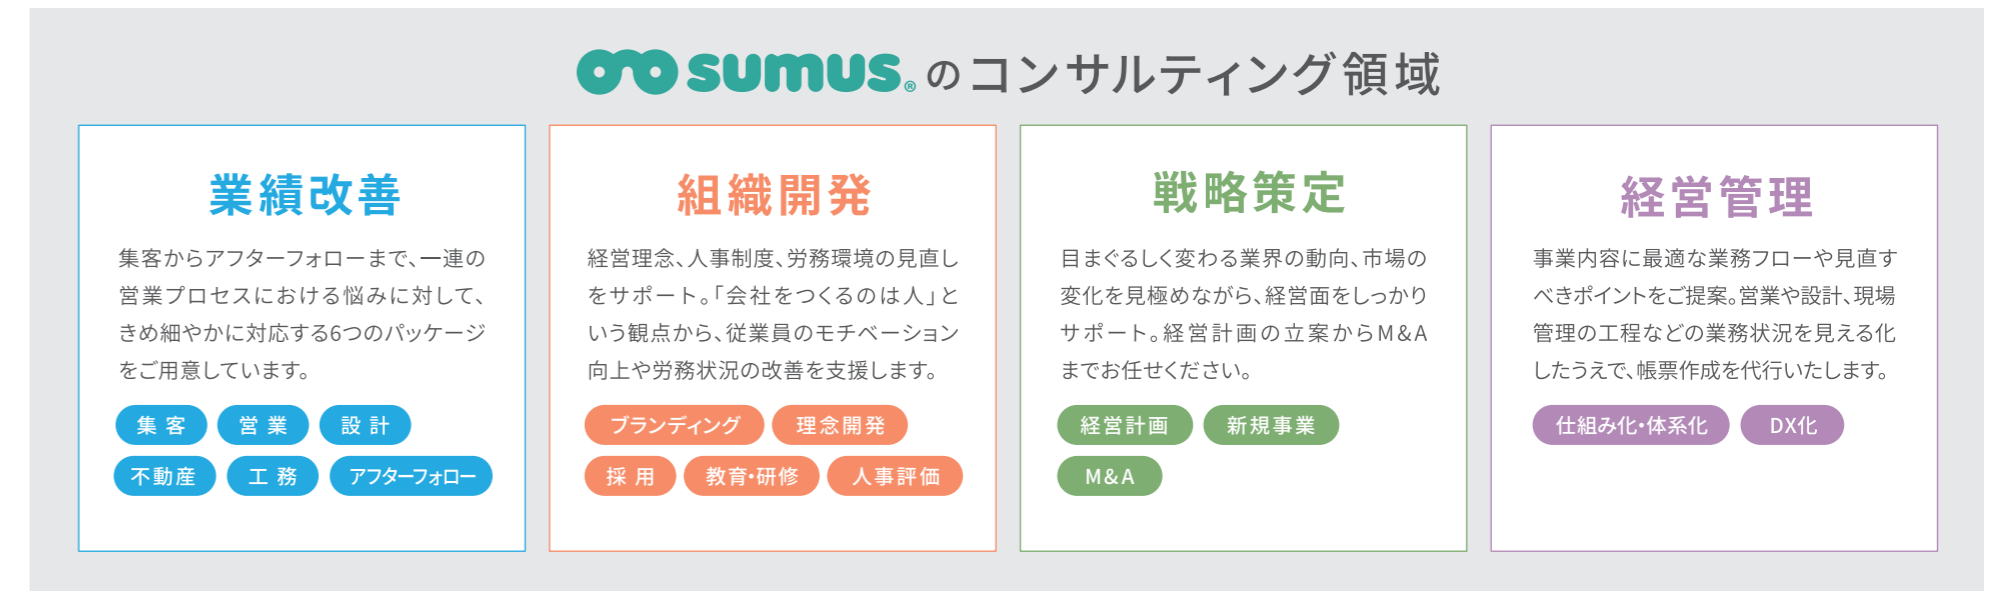 sumus®のコンサルティング領域
業績改善
集客からアフターフォローまで、一連の
営業プロセスにおける悩みに対して、
きめ細やかに対応する6つのパッケージ
をご用意しています。
集客 営業 設計
不動産 工務 アフターフォロー
組織開発
経営理念、人事制度、労務環境の見直し
をサポート。「会社をつくるのは人」と
いう観点から、従業員のモチベーション
向上や労務状況の改善を支援します。
ブランディング 理念開発
採用 教育・研修 人事評価
戦略策定
目まぐるしく変わる業界の動向、市場の
変化を見極めながら、経営面をしっかり
サポート。経営計画の立案からM&A
までお任せください。
経営計画 新規事業
M&A
経営管理
事業内容に最適な業務フローや見直す
べきポイントをご提案。営業や設計、現場
管理の工程などの業務状況を見える化
したうえで、帳票作成を代行いたします。
仕組み化・体系化 DX化